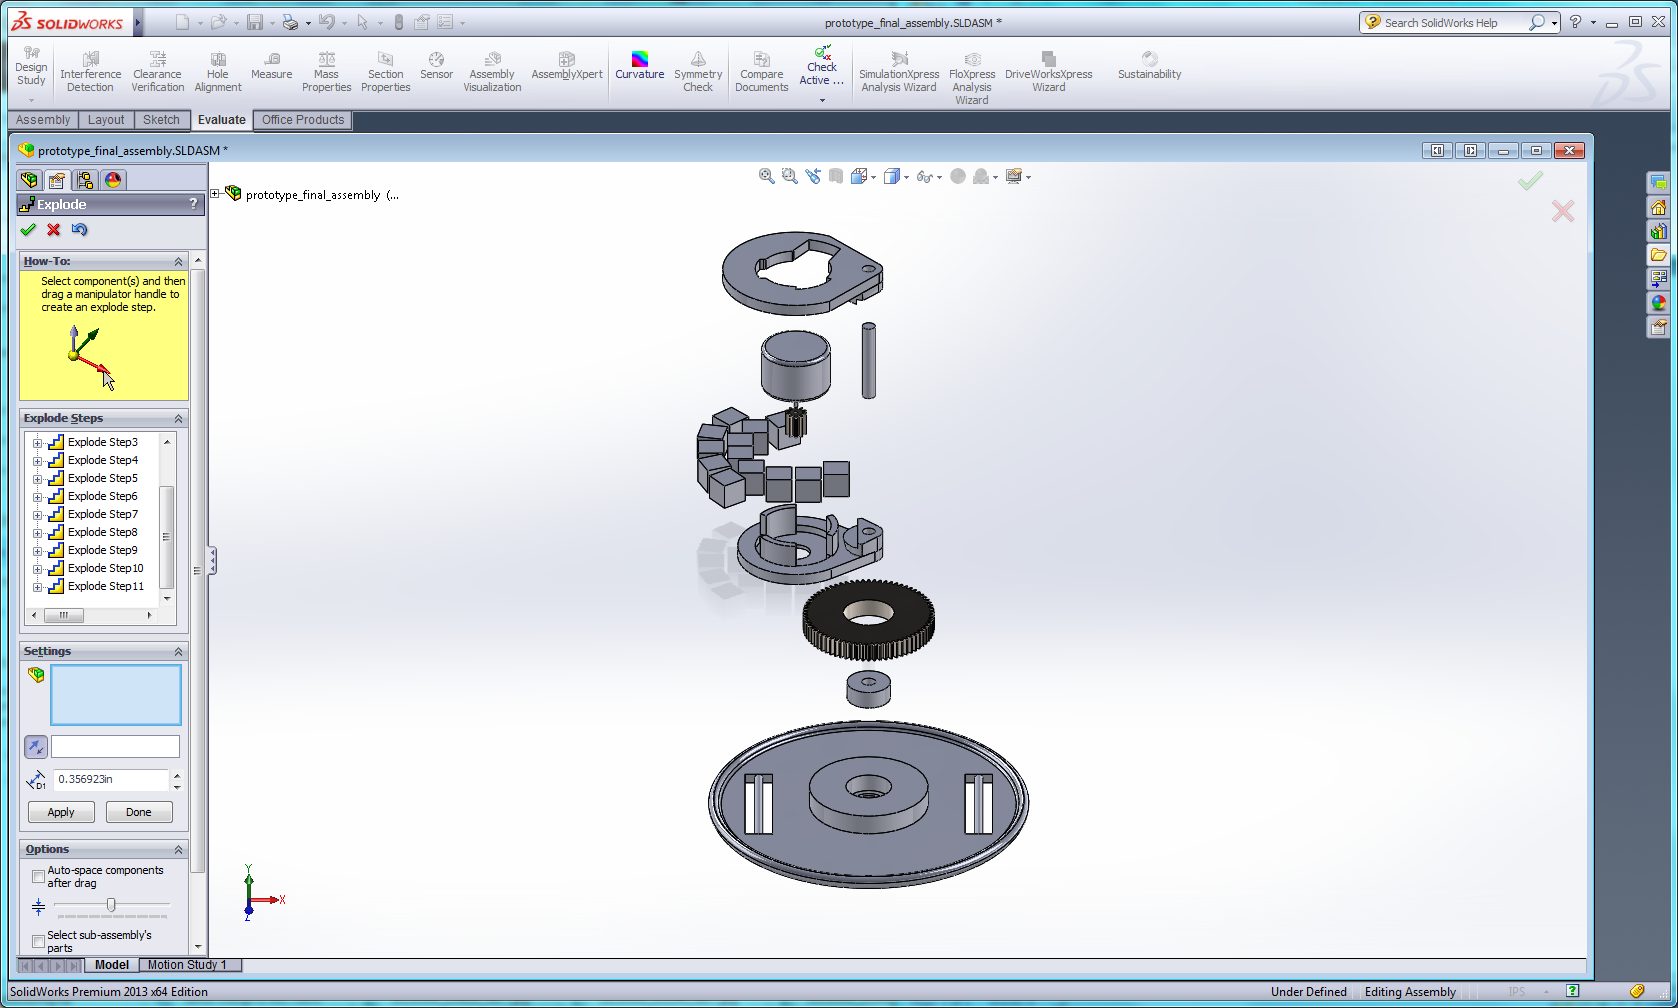 SOLIDWORKS
prototype_final_assembly.SLDASM *
Search SolidWorks Help
Design
Study
Interference
Detection
Clearance
Verification
Hole
Alignment
Measure
Mass
Properties
Section
Properties
Sensor
Assembly
Visualization
AssemblyXpert
Curvature
Symmetry
Check
Compare
Documents
Check
Active ...
SimulationXpress
Analysis Wizard
FloXpress
Analysis
Wizard
DriveWorksXpress
Wizard
Sustainability
Assembly
Layout
Sketch
Evaluate
Office Products
prototype_final_assembly.SLDASM *
prototype_final_assembly (...
Explode
?
How-To:
Select component(s) and then
drag a manipulator handle to
create an explode step.
Explode Steps
Explode Step3
Explode Step4
Explode Step5
Explode Step6
Explode Step7
Explode Step8
Explode Step9
Explode Step10
Explode Step11
Settings
D1
0.356923in
Apply
Done
Options
Auto-space components
after drag
Select sub-assembly's
parts
Y
X
Z
Model
Motion Study 1
SolidWorks Premium 2013 x64 Edition
Under Defined
Editing Assembly
IPS
?